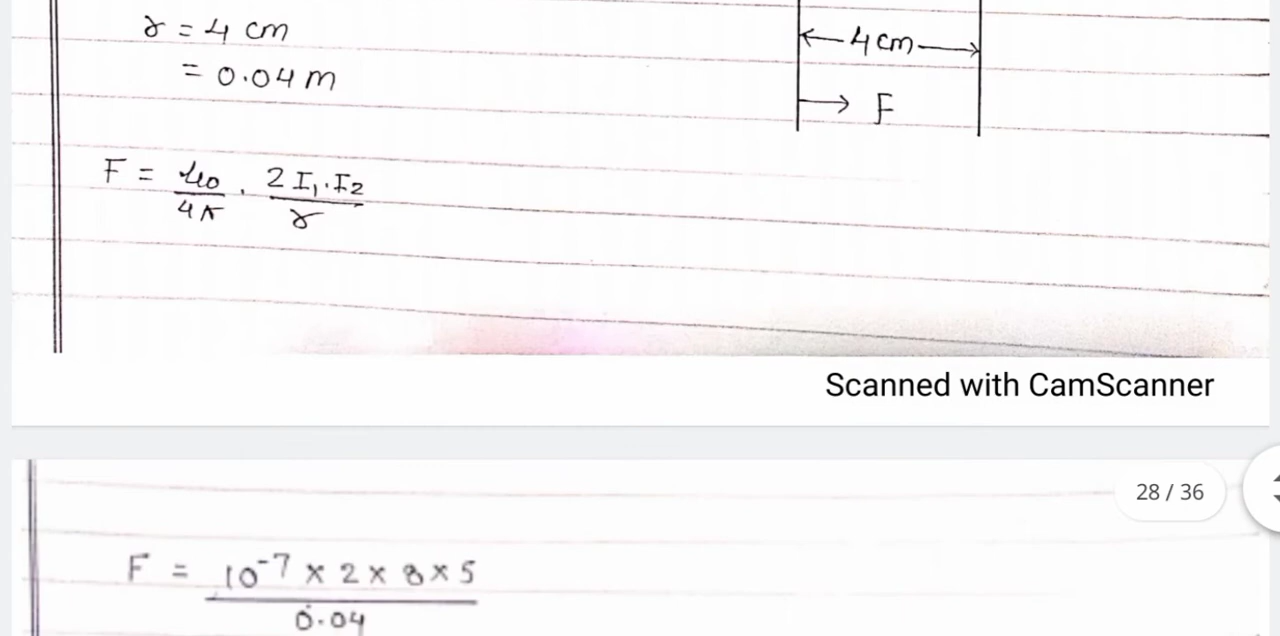 r = 4 cm
= 0.04 m
4 cm
F
F = μ0/4π . 2 I1.I2/r
Scanned with CamScanner
28 / 36
F = 10^-7 x 2 x 8 x 5
0.04